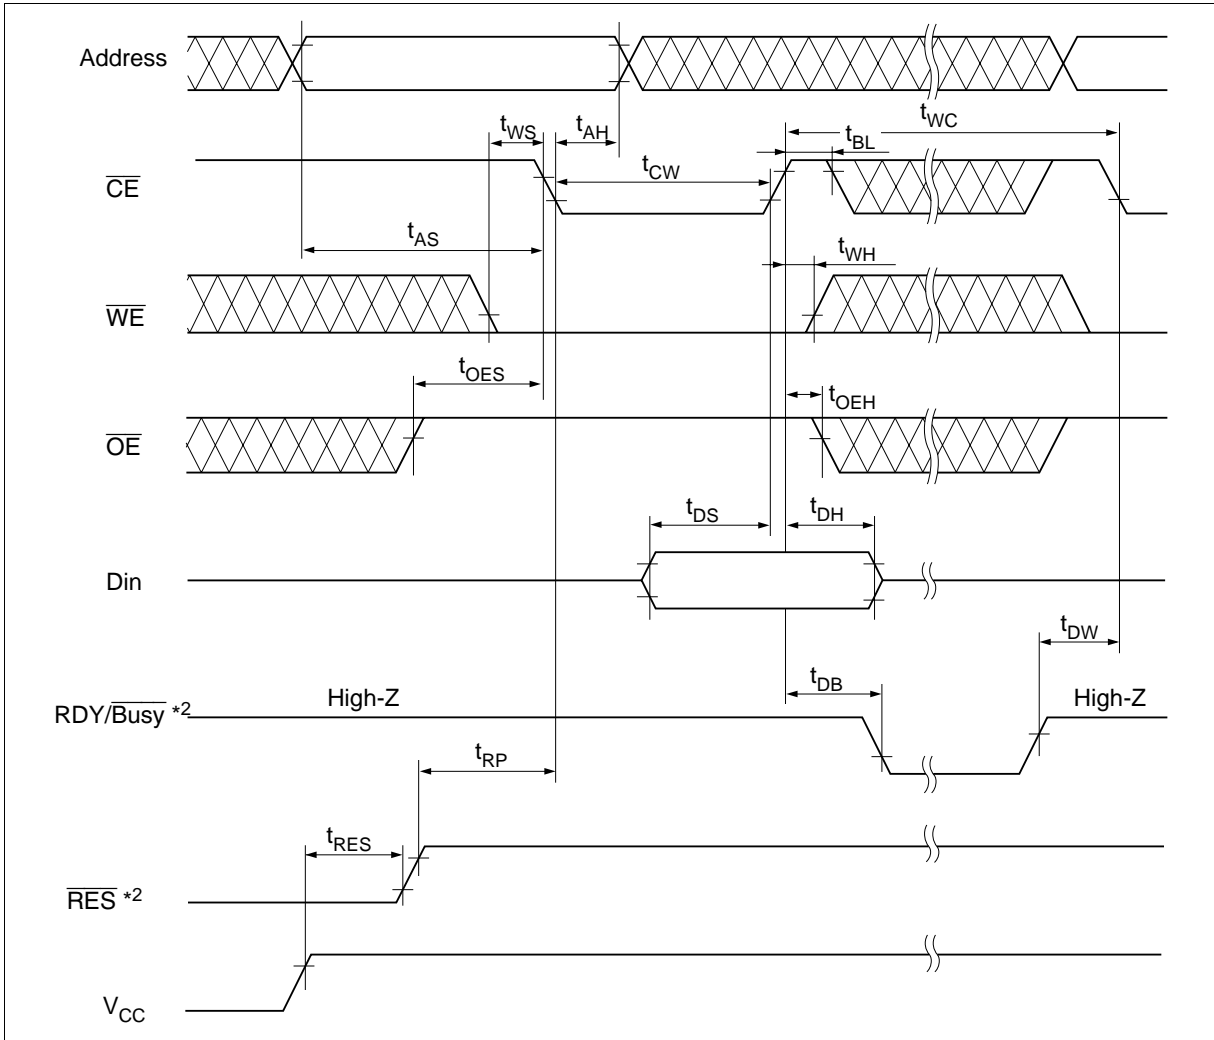 Address
tWC
tWS
tAH
tBL
tCW
CE
tAS
tWH
WE
tOES
tOEH
OE
tDS
tDH
Din
tDW
tDB
High-Z
High-Z
RDY/Busy *2
tRP
tRES
RES *2
VCC